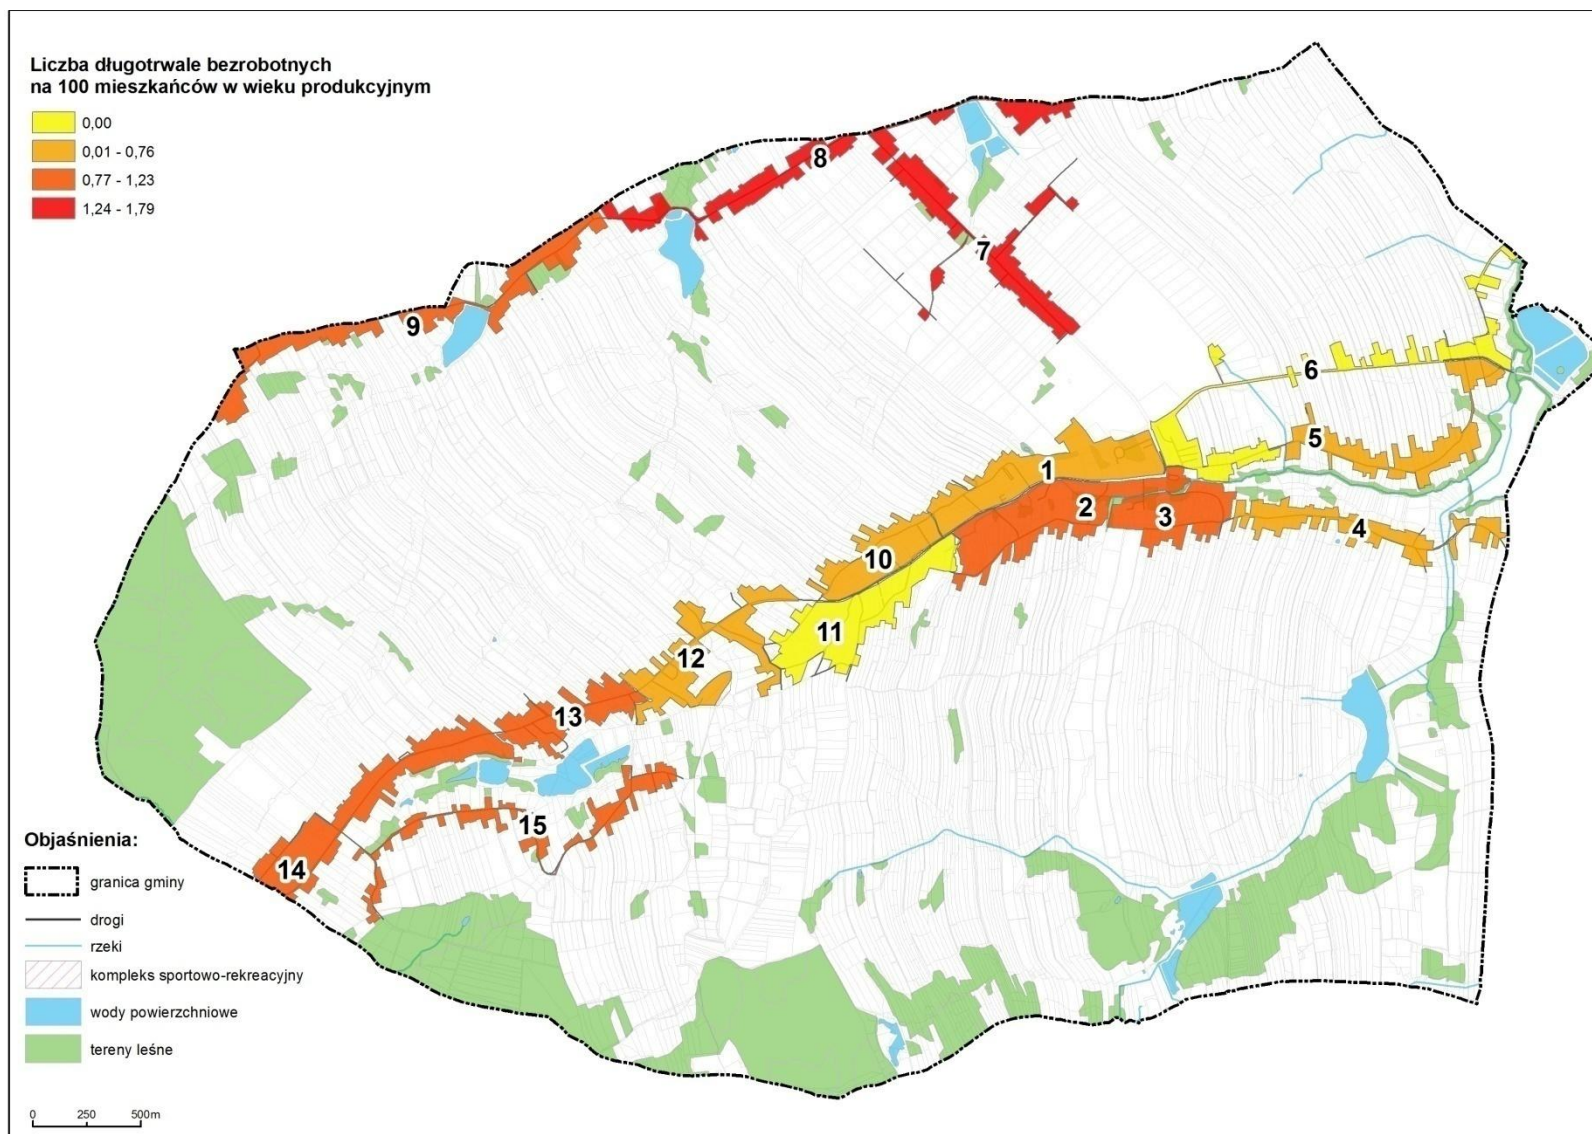 Liczba długotrwale bezrobotnych
na 100 mieszkańców w wieku produkcyjnym
0,00
0,01 - 0,76
0,77 - 1,23
1,24 - 1,79
8
7
9
6
5
1
2
3
4
10
11
12
13
15
14
Objaśnienia:
granica gminy
drogi
rzeki
kompleks sportowo-rekreacyjny
wody powierzchniowe
tereny leśne
0 250 500m